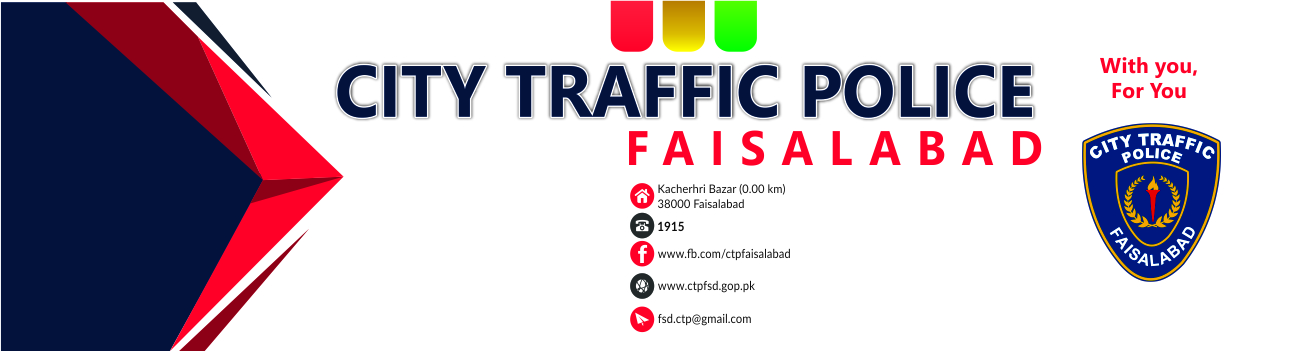 CITY TRAFFIC POLICE
FAISALABAD
Kacherhri Bazar (0.00 km)
38000 Faisalabad
1915
www.fb.com/ctpfaisalabad
www.ctpfsd.gop.pk
fsd.ctp@gmail.com
With you,
For You
CITY TRAFFIC
POLICE
FAISALABAD